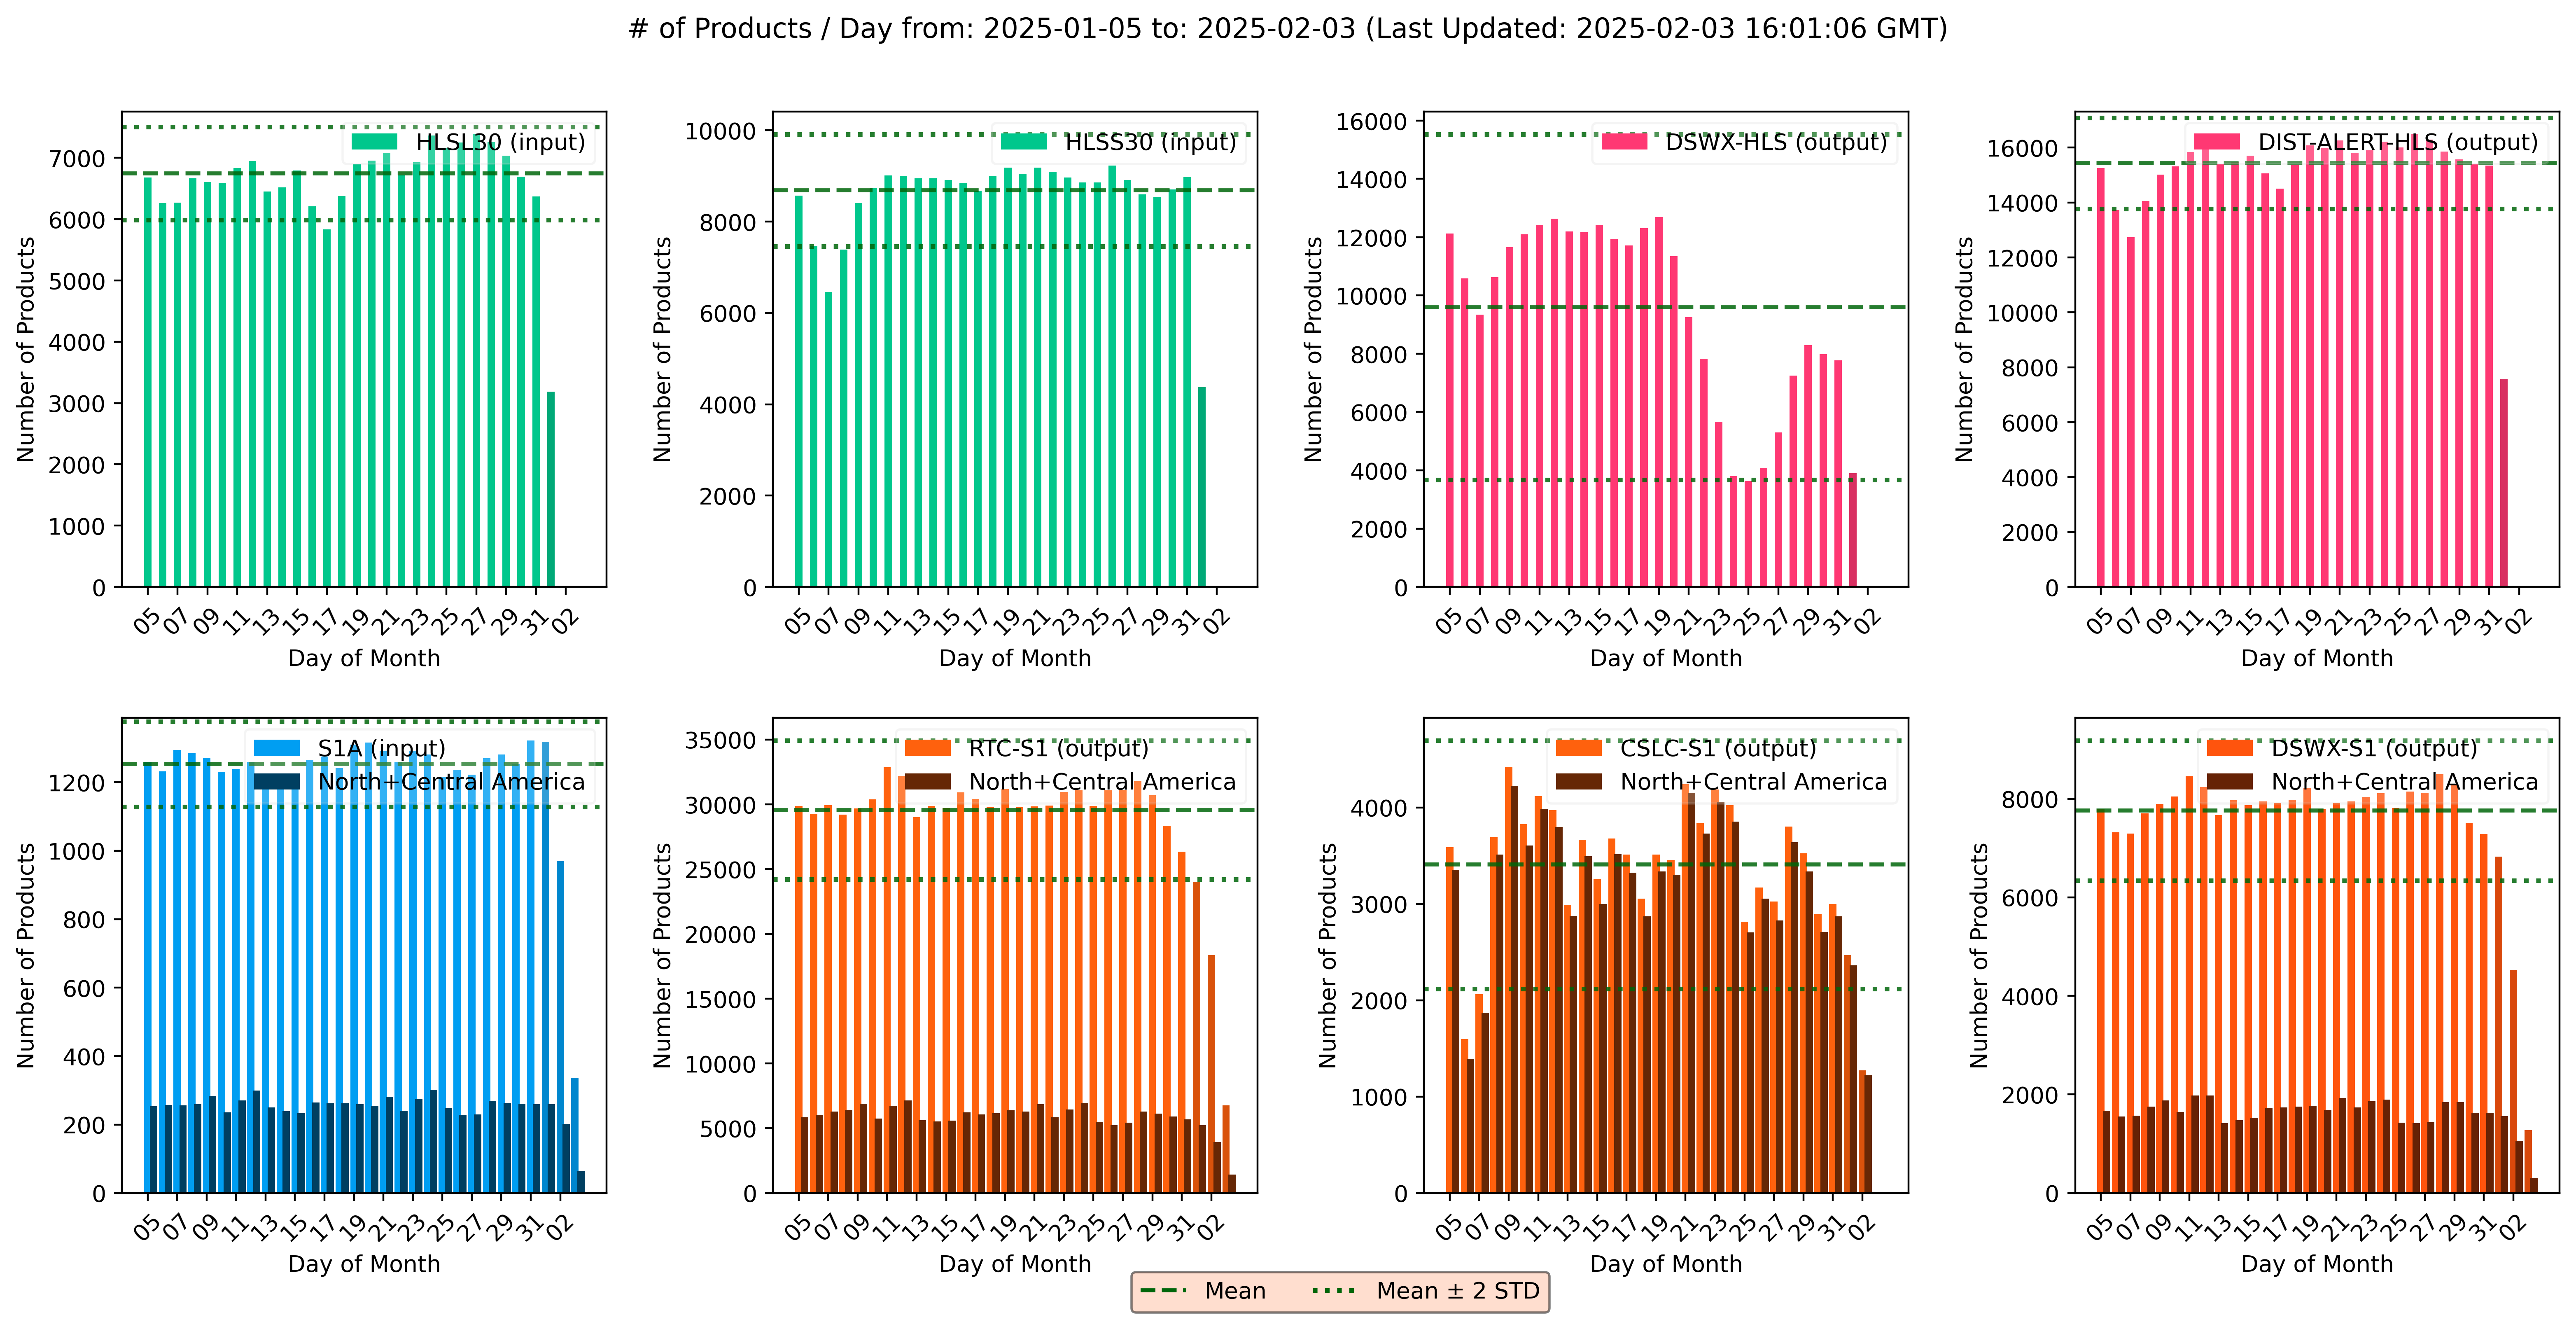 # of Products / Day from: 2025-01-05 to: 2025-02-03 (Last Updated: 2025-02-03 16:01:06 GMT)
HLSL30 (input)
Number of Products
7000
6000
5000
4000
3000
2000
1000
0
05 07 09 11 13 15 17 19 21 23 25 27 29 31 02
Day of Month
HLSS30 (input)
Number of Products
10000
8000
6000
4000
2000
0
05 07 09 11 13 15 17 19 21 23 25 27 29 31 02
Day of Month
DSWX-HLS (output)
Number of Products
16000
14000
12000
10000
8000
6000
4000
2000
0
05 07 09 11 13 15 17 19 21 23 25 27 29 31 02
Day of Month
DIST-ALERT-HLS (output)
Number of Products
16000
14000
12000
10000
8000
6000
4000
2000
0
05 07 09 11 13 15 17 19 21 23 25 27 29 31 02
Day of Month
S1A (input)
North+Central America
Number of Products
1200
1000
800
600
400
200
0
05 07 09 11 13 15 17 19 21 23 25 27 29 31 02
Day of Month
RTC-S1 (output)
North+Central America
Number of Products
35000
30000
25000
20000
15000
10000
5000
0
05 07 09 11 13 15 17 19 21 23 25 27 29 31 02
Day of Month
CSLC-S1 (output)
North+Central America
Number of Products
4000
3000
2000
1000
0
05 07 09 11 13 15 17 19 21 23 25 27 29 31 02
Day of Month
DSWX-S1 (output)
North+Central America
Number of Products
8000
6000
4000
2000
0
05 07 09 11 13 15 17 19 21 23 25 27 29 31 02
Day of Month
Mean
Mean ± 2 STD